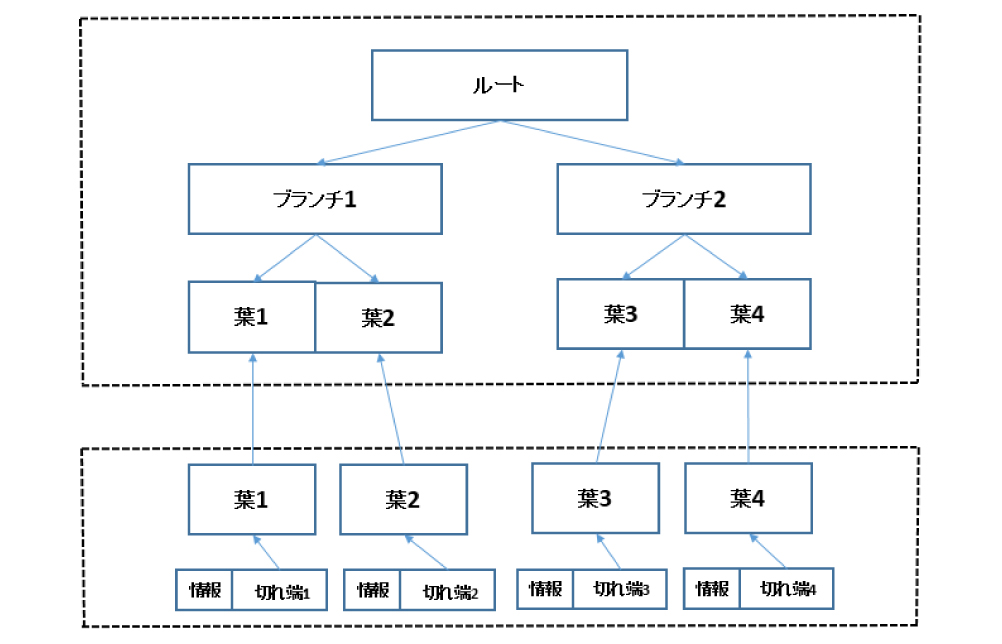 ルート
ブランチ1
ブランチ2
葉1
葉2
葉3
葉4
葉1
葉2
葉3
葉4
情報
切れ端1
情報
切れ端2
情報
切れ端3
情報
切れ端4